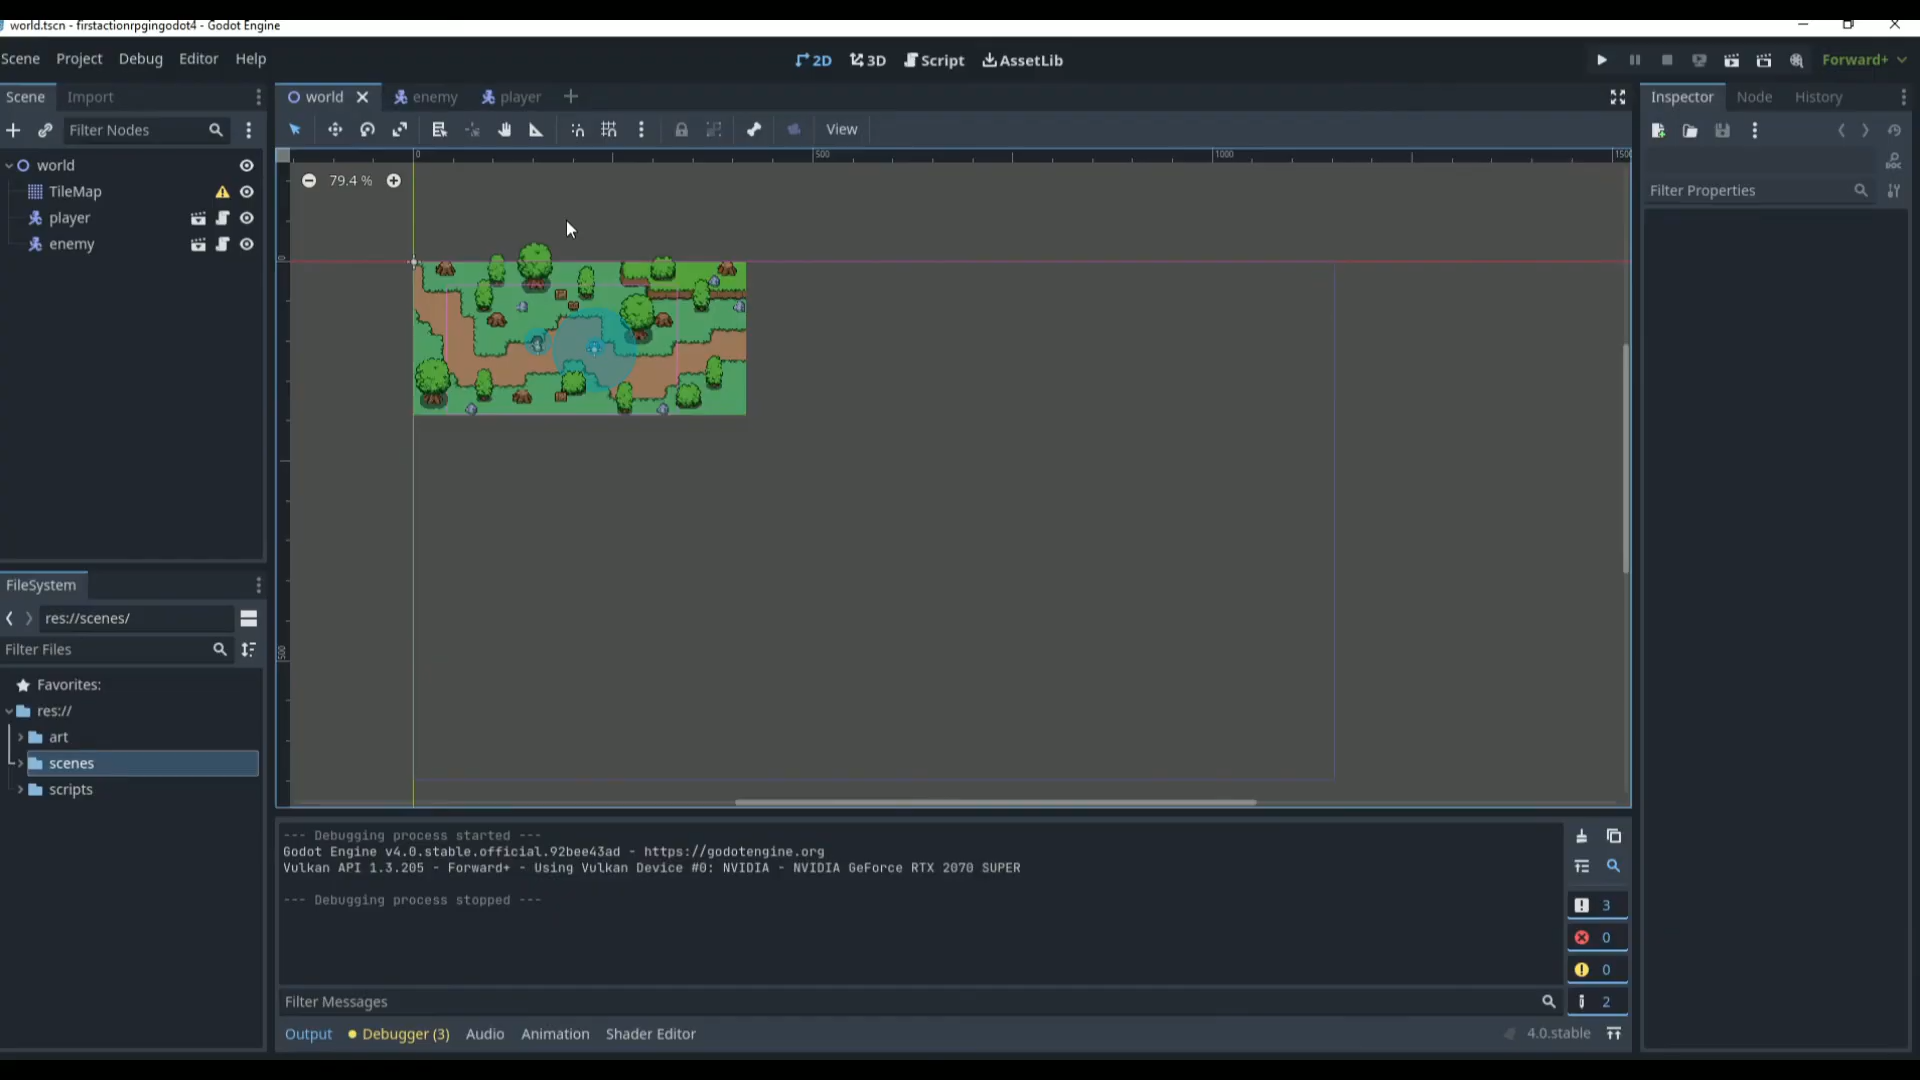 world.tscn - firstactionrpgingodot4 - Godot Engine
Scene Project Debug Editor Help
2D 3D Script AssetLib
Forward+
Scene Import
world enemy player
Inspector Node History
Filter Nodes
View
0 500 1000 1500
world
79.4 %
TileMap
Filter Properties
player
enemy
0
FileSystem
res://scenes/
Filter Files
500
Favorites:
res://
art
scenes
scripts
--- Debugging process started ---
Godot Engine v4.0.stable.official.92bee43ad - https://godotengine.org
Vulkan API 1.3.205 - Forward+ - Using Vulkan Device #0: NVIDIA - NVIDIA GeForce RTX 2070 SUPER
--- Debugging process stopped ---
3
0
0
Filter Messages
2
Output Debugger (3) Audio Animation Shader Editor
4.0.stable